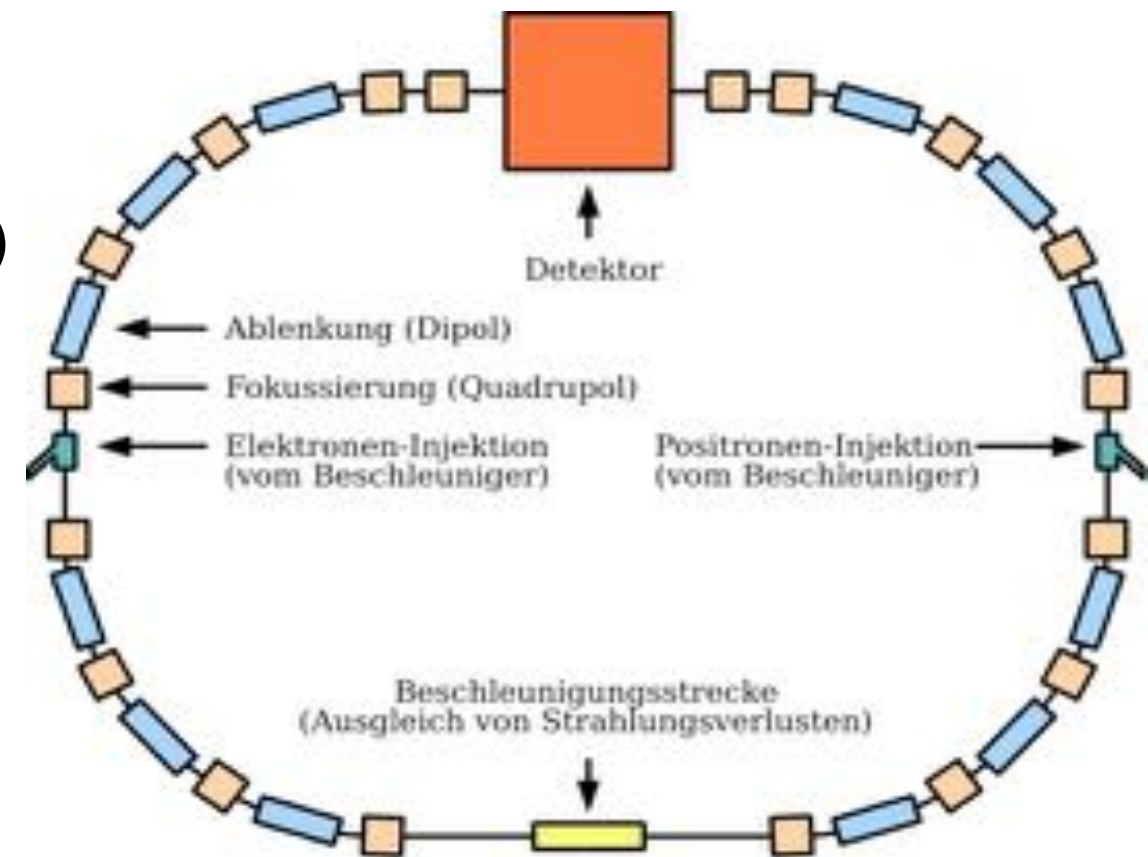 )
Detektor
Ablenkung (Dipol)
Fokussierung (Quadrupol)
Elektronen-Injektion
(vom Beschleuniger)
Positronen-Injektion
(vom Beschleuniger)
Beschleunigungsstrecke
(Ausgleich von Strahlungsverlusten)